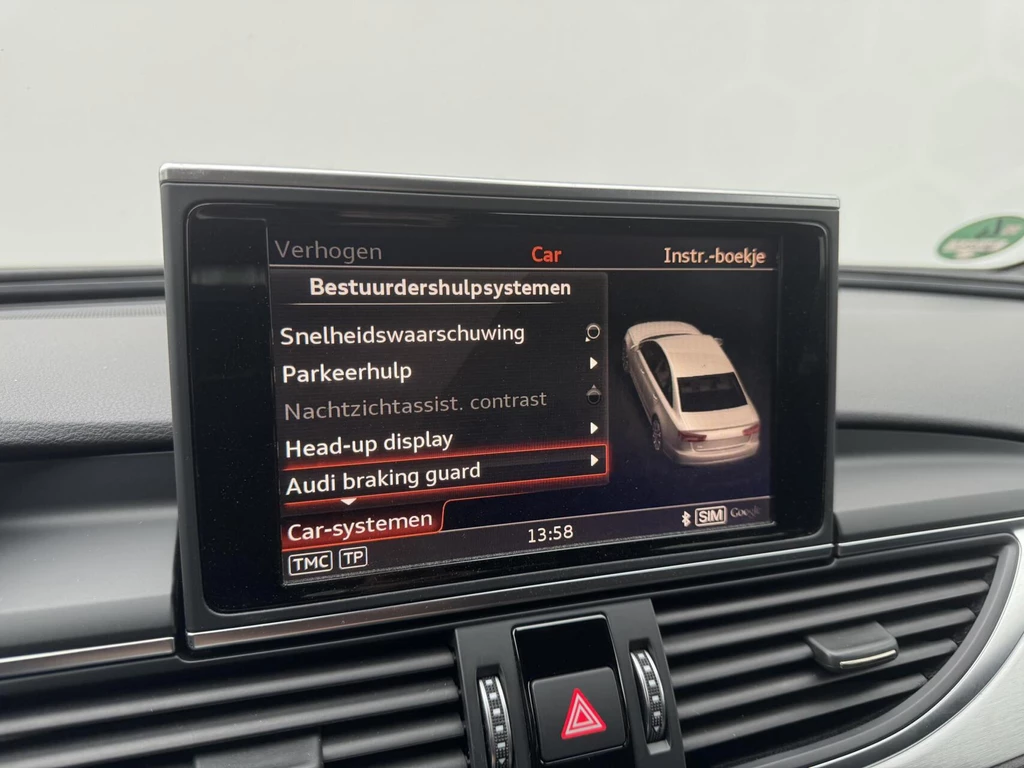 Verhogen Car Instr.-boekje
Bestuurdershulpsystemen
Snelheidswaarschuwing
Parkeerhulp
Nachtzichtassist. contrast
Head-up display
Audi braking guard
Car-systemen
13:58
SIM Google
TMC TP